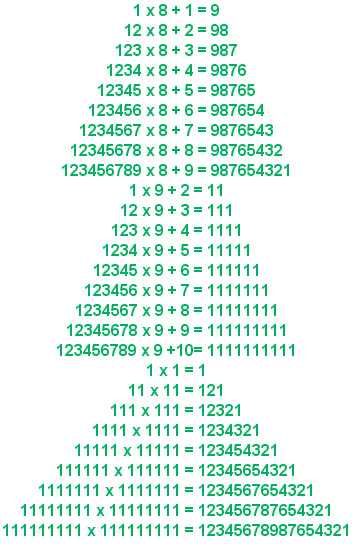 1 x 8 + 1 = 9
12 x 8 + 2 = 98
123 x 8 + 3 = 987
1234 x 8 + 4 = 9876
12345 x 8 + 5 = 98765
123456 x 8 + 6 = 987654
1234567 x 8 + 7 = 9876543
12345678 x 8 + 8 = 98765432
123456789 x 8 + 9 = 987654321
1 x 9 + 2 = 11
12 x 9 + 3 = 111
123 x 9 + 4 = 1111
1234 x 9 + 5 = 11111
12345 x 9 + 6 = 111111
123456 x 9 + 7 = 1111111
1234567 x 9 + 8 = 11111111
12345678 x 9 + 9 = 111111111
123456789 x 9 +10= 1111111111
1 x 1 = 1
11 x 11 = 121
111 x 111 = 12321
1111 x 1111 = 1234321
11111 x 11111 = 123454321
111111 x 111111 = 12345654321
1111111 x 1111111 = 1234567654321
11111111 x 11111111 = 123456787654321
111111111 x 111111111 = 12345678987654321